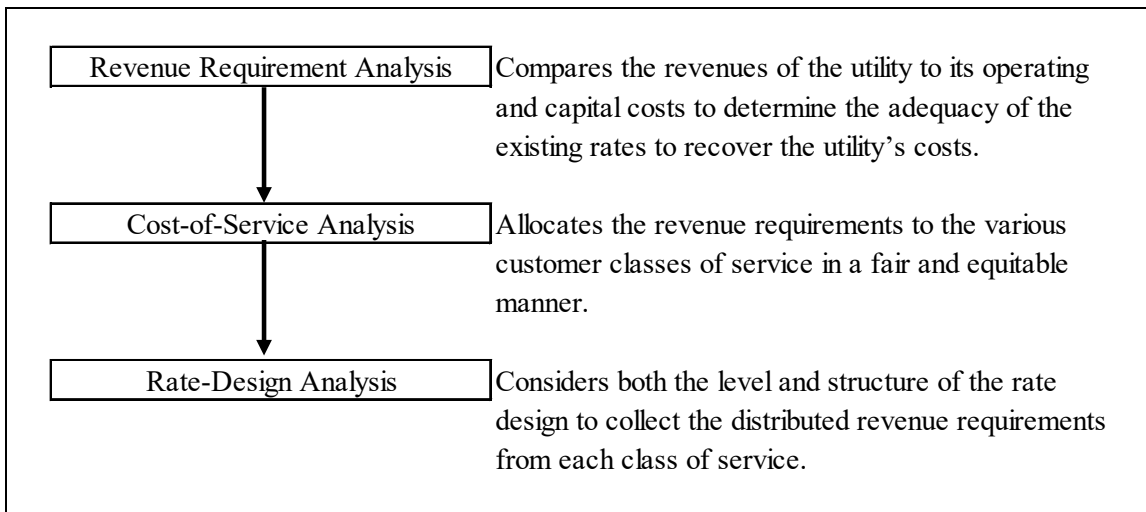 Revenue Requirement Analysis
Compares the revenues of the utility to its operating
and capital costs to determine the adequacy of the
existing rates to recover the utility's costs.
Cost-of-Service Analysis
Allocates the revenue requirements to the various
customer classes of service in a fair and equitable
manner.
Rate-Design Analysis
Considers both the level and structure of the rate
design to collect the distributed revenue requirements
from each class of service.